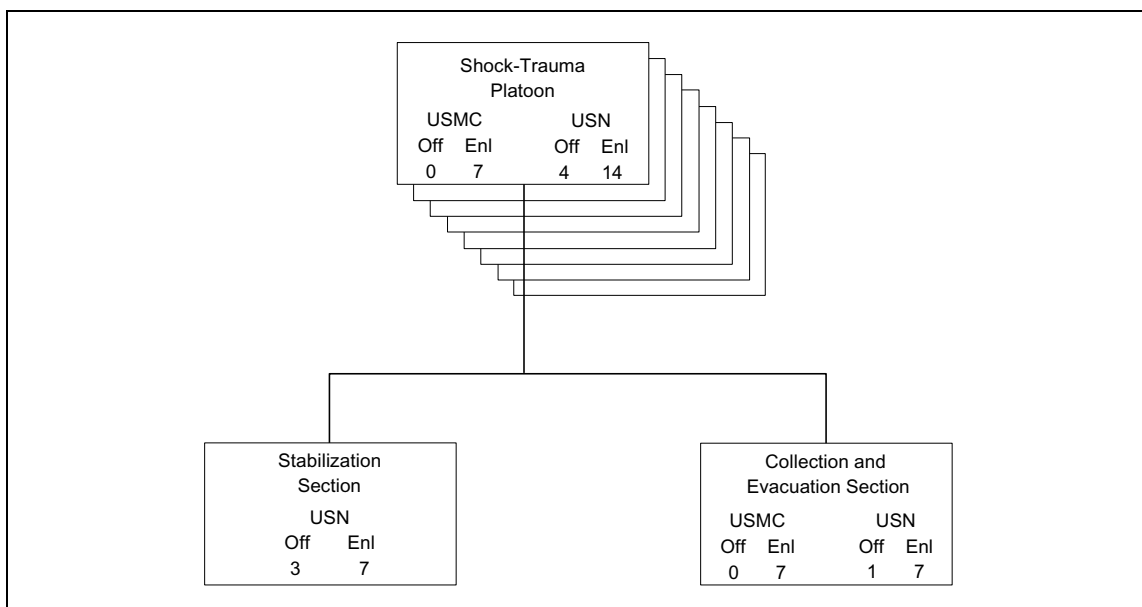 Shock-Trauma
Platoon
USMC USN
Off Enl Off Enl
0 7 4 14
Stabilization
Section
USN
Off Enl
3 7
Collection and
Evacuation Section
USMC USN
Off Enl Off Enl
0 7 1 7